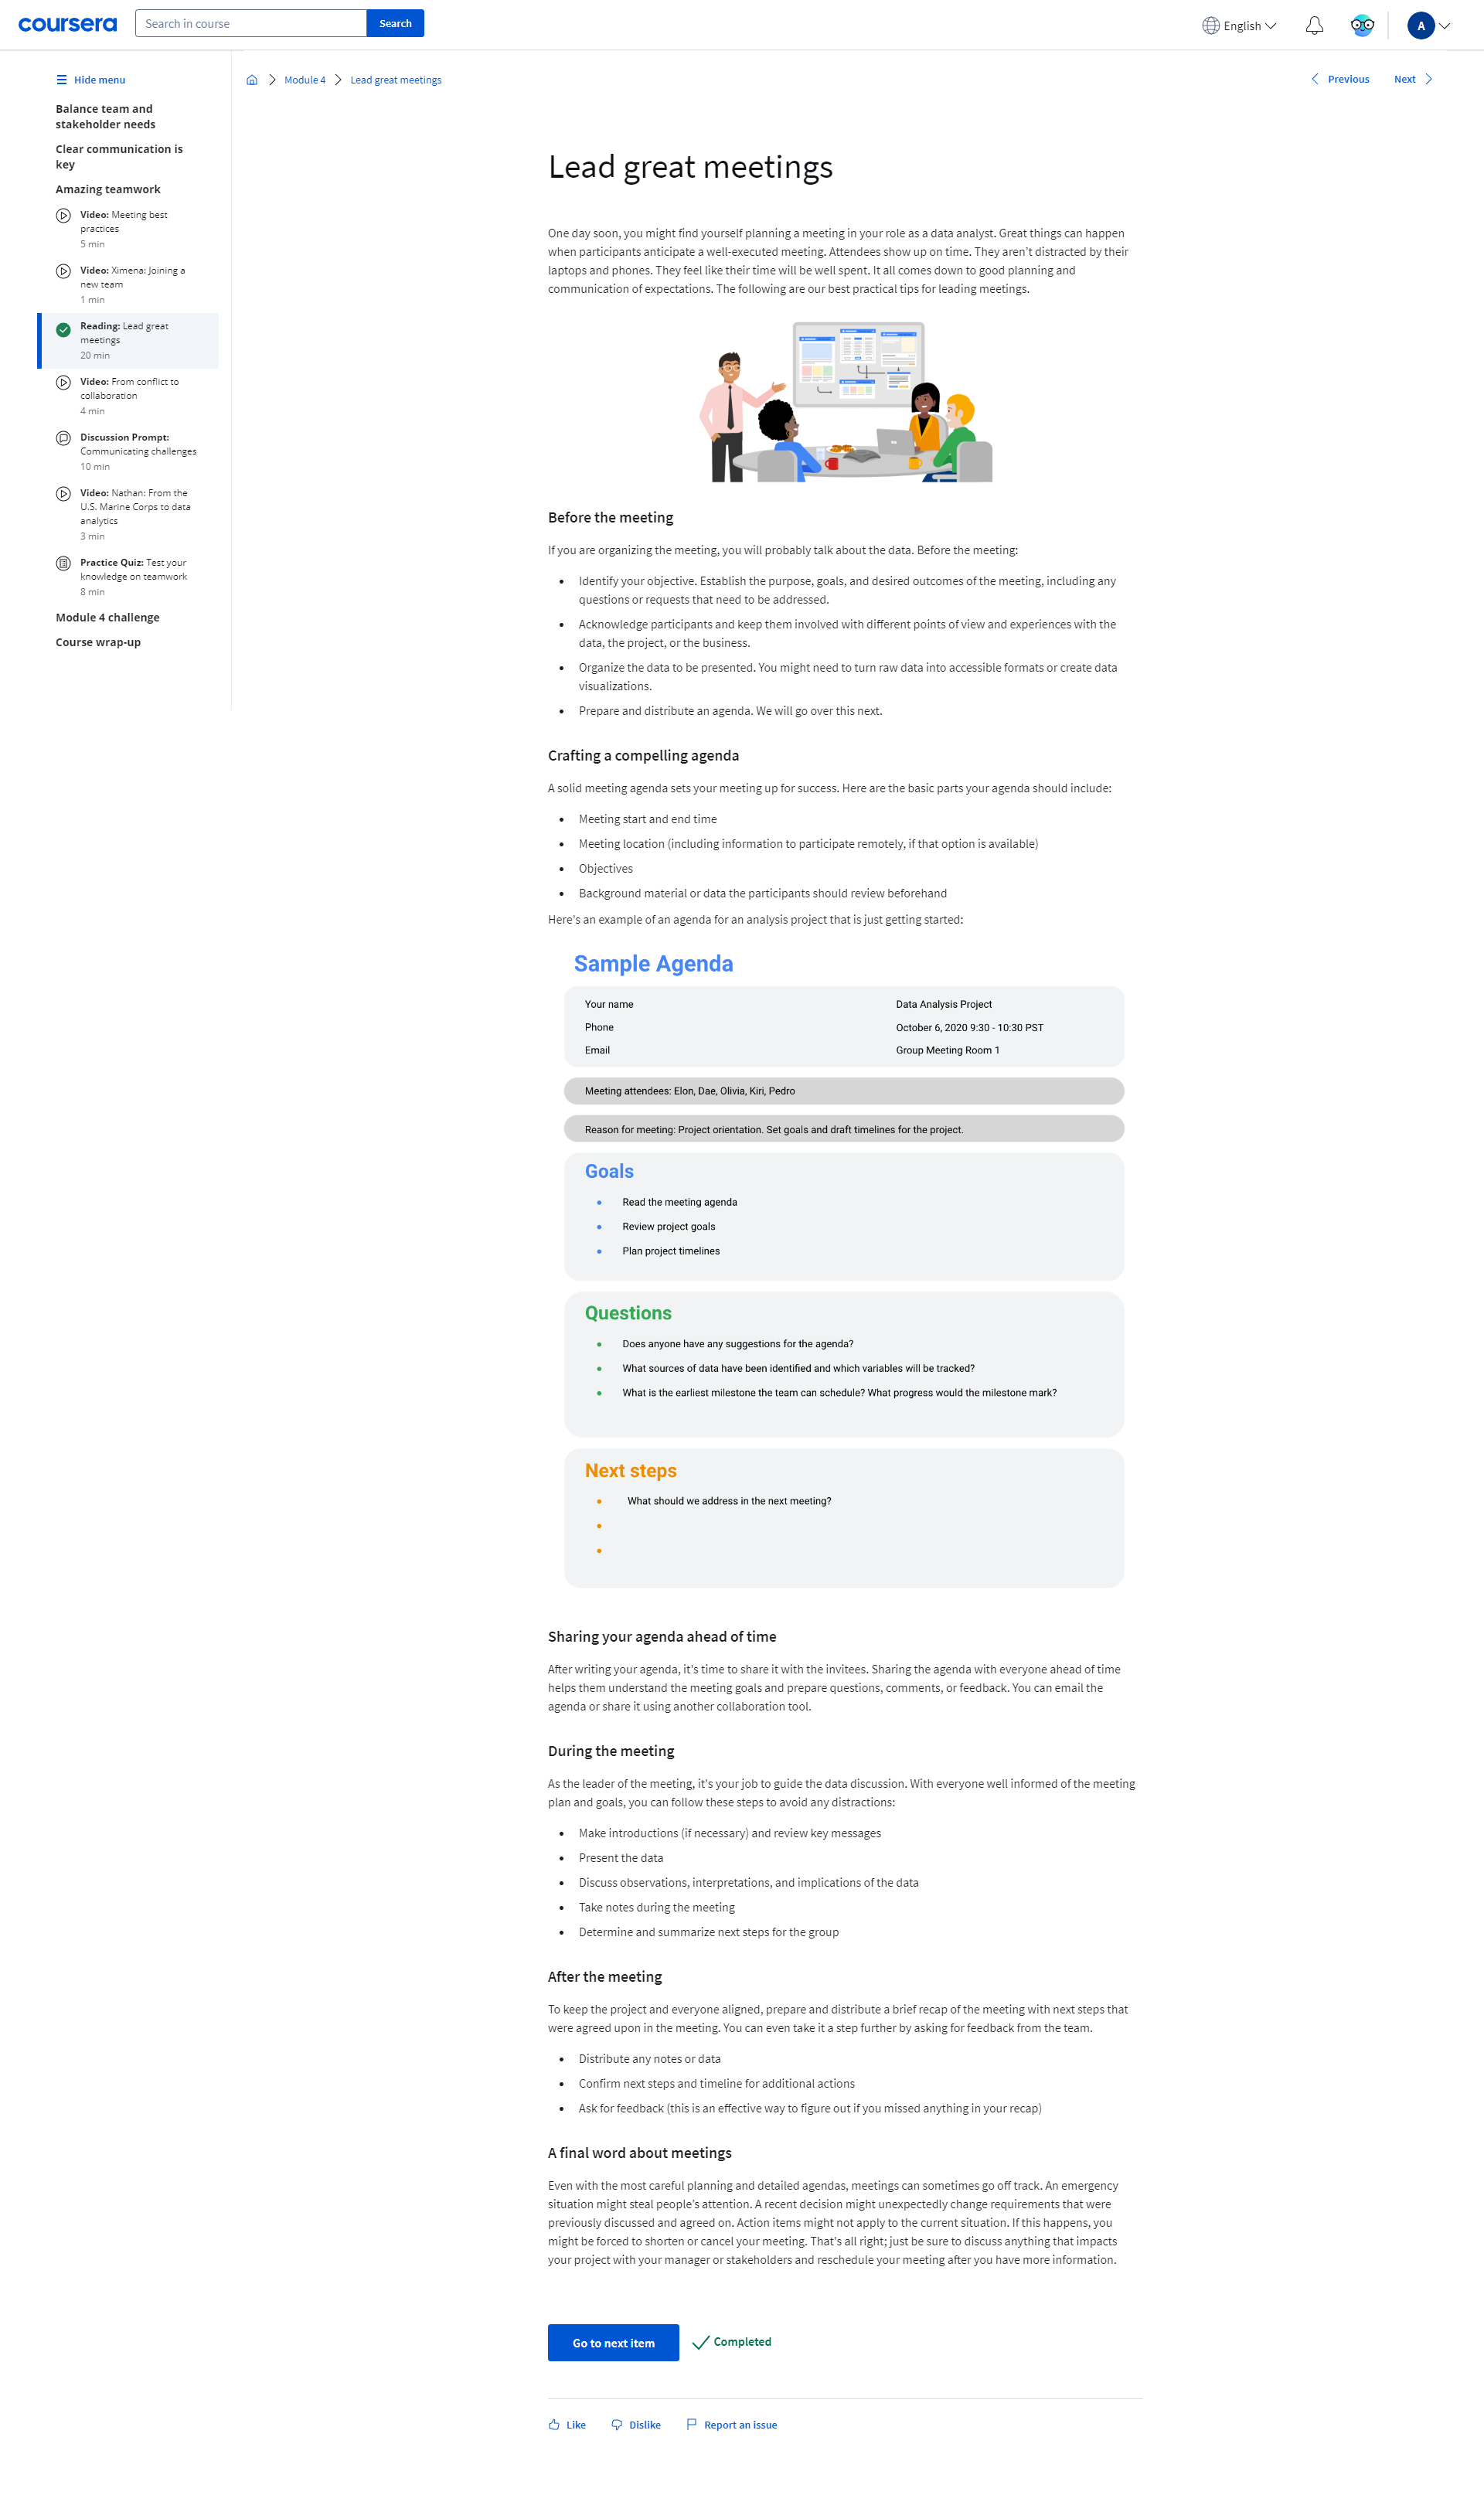 coursera
Search in course
Search
English
A
Hide menu
Balance team and
stakeholder needs
Clear communication is
key
Amazing teamwork
Video: Meeting best
practices
5 min
Video: Ximena: Joining a
new team
1 min
Reading: Lead great
meetings
20 min
Video: From conflict to
collaboration
4 min
Discussion Prompt:
Communicating challenges
10 min
Video: Nathan: From the
U.S. Marine Corps to data
analytics
3 min
Practice Quiz: Test your
knowledge on teamwork
8 min
Module 4 challenge
Course wrap-up
Module 4
Lead great meetings
Previous
Next
Lead great meetings
One day soon, you might find yourself planning a meeting in your role as a data analyst. Great things can happen
when participants anticipate a well-executed meeting. Attendees show up on time. They aren’t distracted by their
laptops and phones. They feel like their time will be well spent. It all comes down to good planning and
communication of expectations. The following are our best practical tips for leading meetings.
Before the meeting
If you are organizing the meeting, you will probably talk about the data. Before the meeting:
• Identify your objective. Establish the purpose, goals, and desired outcomes of the meeting, including any
questions or requests that need to be addressed.
• Acknowledge participants and keep them involved with different points of view and experiences with the
data, the project, or the business.
• Organize the data to be presented. You might need to turn raw data into accessible formats or create data
visualizations.
• Prepare and distribute an agenda. We will go over this next.
Crafting a compelling agenda
A solid meeting agenda sets your meeting up for success. Here are the basic parts your agenda should include:
• Meeting start and end time
• Meeting location (including information to participate remotely, if that option is available)
• Objectives
• Background material or data the participants should review beforehand
Here's an example of an agenda for an analysis project that is just getting started:
Sample Agenda
Your name
Data Analysis Project
Phone
October 6, 2020 9:30 - 10:30 PST
Email
Group Meeting Room 1
Meeting attendees: Elon, Dae, Olivia, Kiri, Pedro
Reason for meeting: Project orientation. Set goals and draft timelines for the project.
Goals
• Read the meeting agenda
• Review project goals
• Plan project timelines
Questions
• Does anyone have any suggestions for the agenda?
• What sources of data have been identified and which variables will be tracked?
• What is the earliest milestone the team can schedule? What progress would the milestone mark?
Next steps
• What should we address in the next meeting?
•
•
Sharing your agenda ahead of time
After writing your agenda, it's time to share it with the invitees. Sharing the agenda with everyone ahead of time
helps them understand the meeting goals and prepare questions, comments, or feedback. You can email the
agenda or share it using another collaboration tool.
During the meeting
As the leader of the meeting, it's your job to guide the data discussion. With everyone well informed of the meeting
plan and goals, you can follow these steps to avoid any distractions:
• Make introductions (if necessary) and review key messages
• Present the data
• Discuss observations, interpretations, and implications of the data
• Take notes during the meeting
• Determine and summarize next steps for the group
After the meeting
To keep the project and everyone aligned, prepare and distribute a brief recap of the meeting with next steps that
were agreed upon in the meeting. You can even take it a step further by asking for feedback from the team.
• Distribute any notes or data
• Confirm next steps and timeline for additional actions
• Ask for feedback (this is an effective way to figure out if you missed anything in your recap)
A final word about meetings
Even with the most careful planning and detailed agendas, meetings can sometimes go off track. An emergency
situation might steal people’s attention. A recent decision might unexpectedly change requirements that were
previously discussed and agreed on. Action items might not apply to the current situation. If this happens, you
might be forced to shorten or cancel your meeting. That's all right; just be sure to discuss anything that impacts
your project with your manager or stakeholders and reschedule your meeting after you have more information.
Go to next item
Completed
Like
Dislike
Report an issue